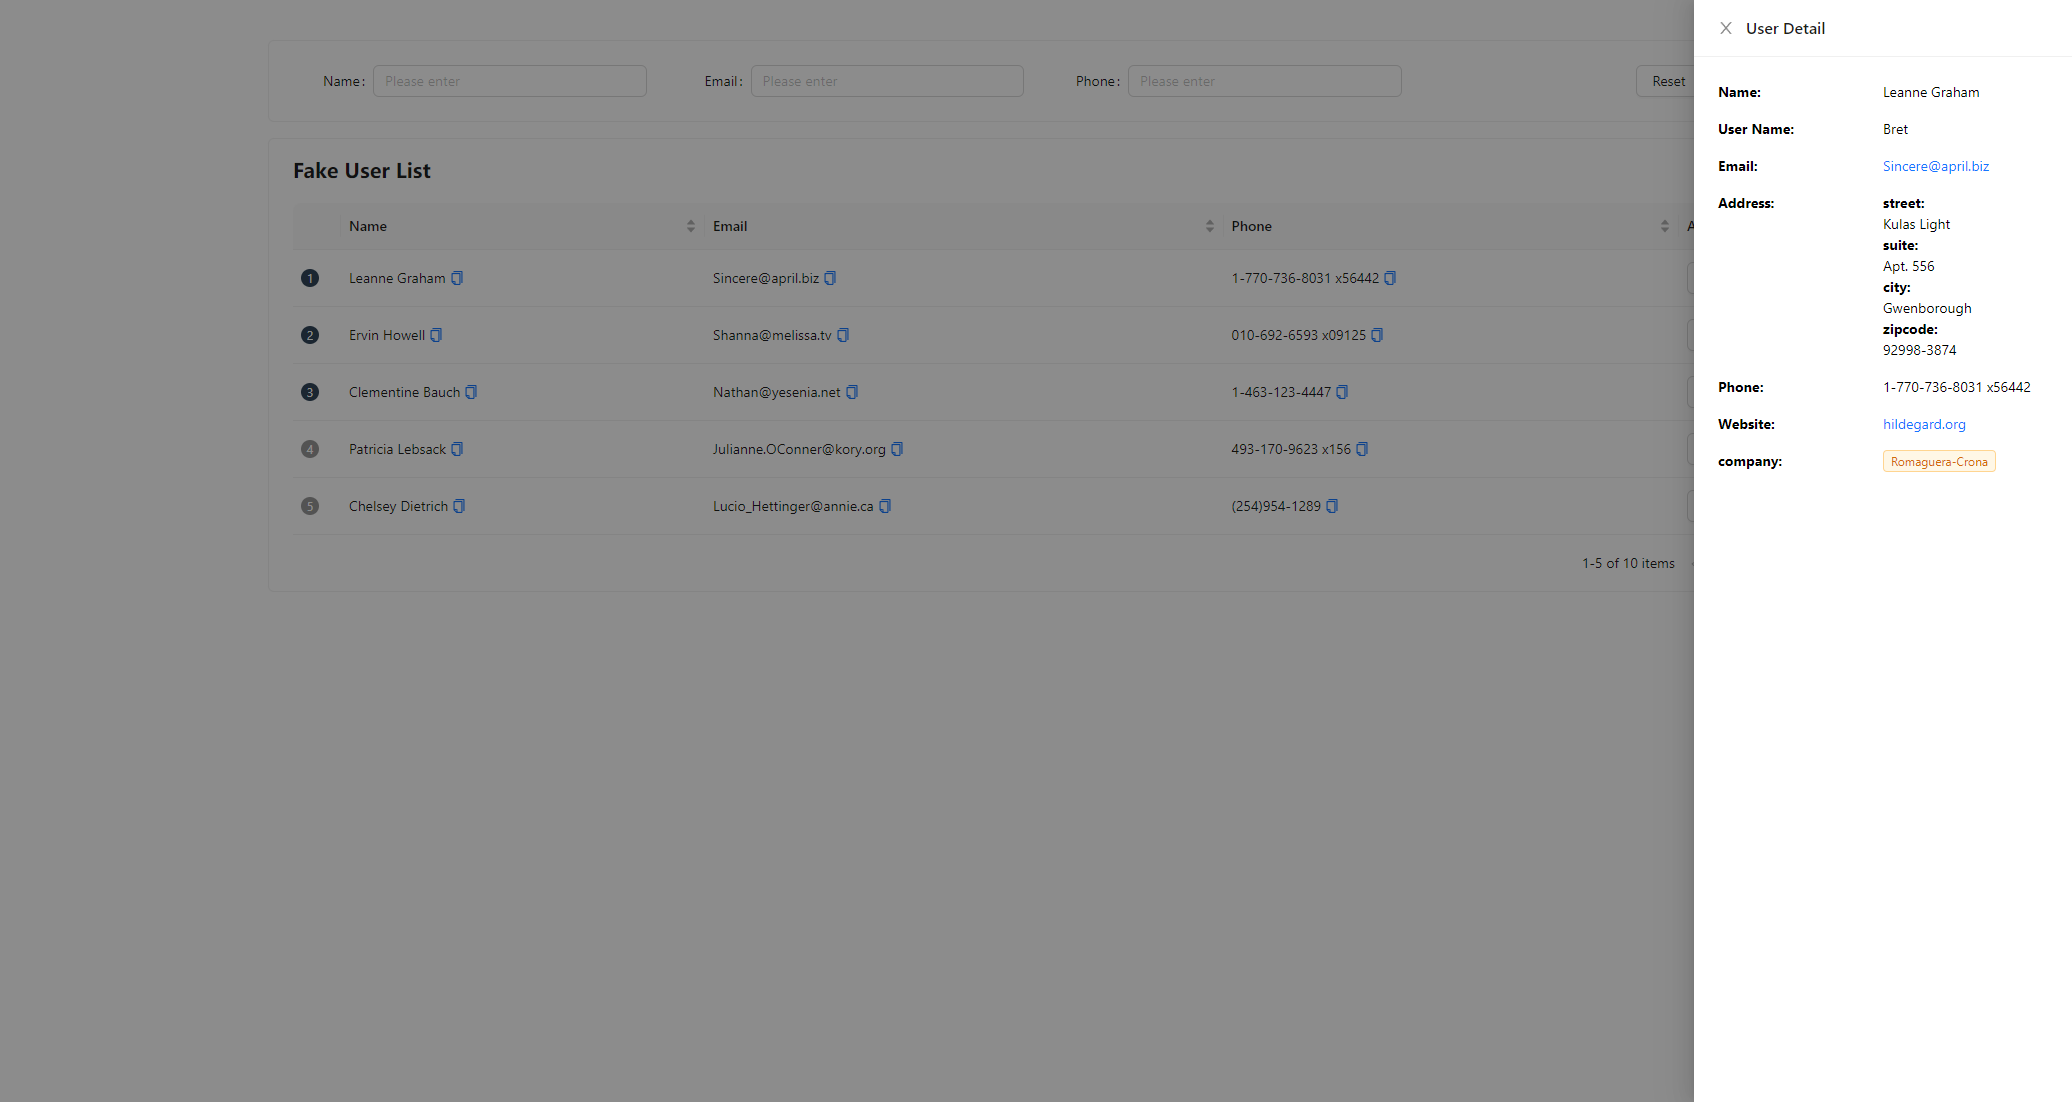 Name: Please enter Email: Please enter Phone: Please enter Reset
Fake User List
Name Email Phone
1 Leanne Graham Sincere@april.biz 1-770-736-8031 x56442
2 Ervin Howell Shanna@melissa.tv 010-692-6593 x09125
3 Clementine Bauch Nathan@yesenia.net 1-463-123-4447
4 Patricia Lebsack Julianne.OConner@kory.org 493-170-9623 x156
5 Chelsey Dietrich Lucio_Hettinger@annie.ca (254)954-1289
1-5 of 10 items
User Detail
Name: Leanne Graham
User Name: Bret
Email: Sincere@april.biz
Address: street:
Kulas Light
suite:
Apt. 556
city:
Gwenborough
zipcode:
92998-3874
Phone: 1-770-736-8031 x56442
Website: hildegard.org
company: Romaguera-Crona